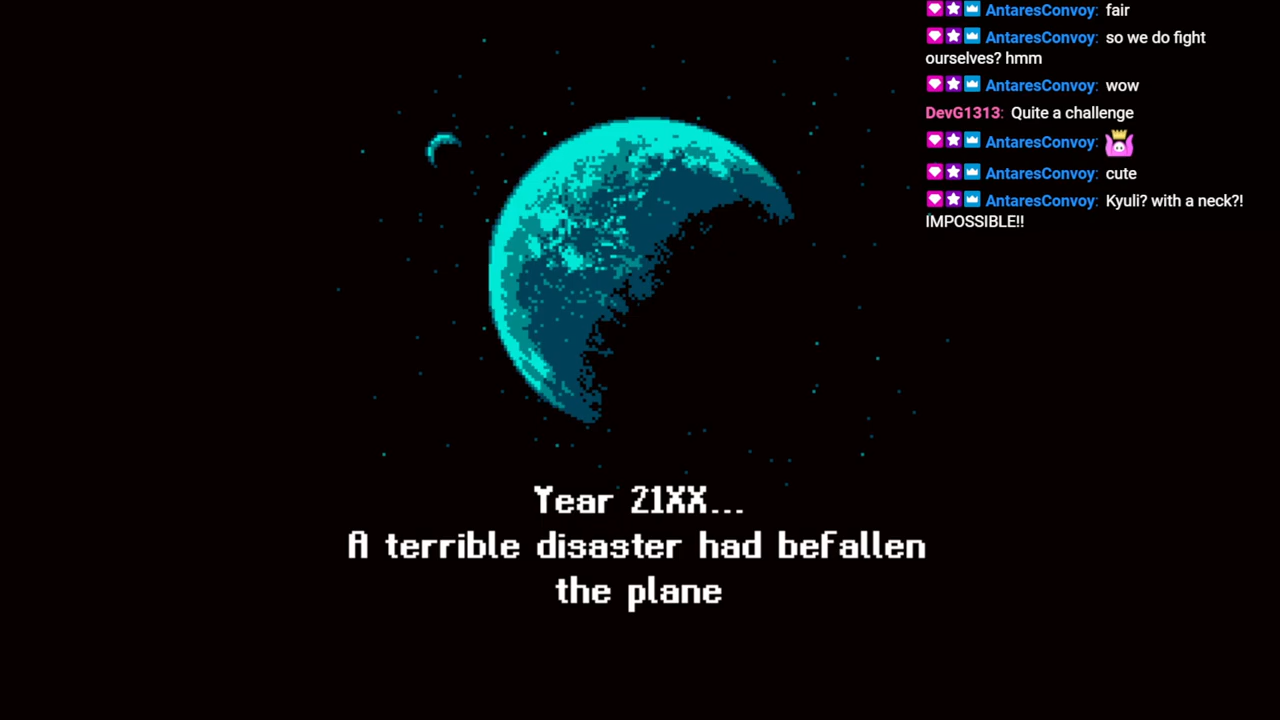 AntaresConvoy: fair
AntaresConvoy: so we do fight
ourselves? hmm
AntaresConvoy: wow
DevG1313: Quite a challenge
AntaresConvoy:
AntaresConvoy: cute
AntaresConvoy: Kyuli? with a neck?!
IMPOSSIBLE!!
Year 21XX...
A terrible disaster had befallen
the plane